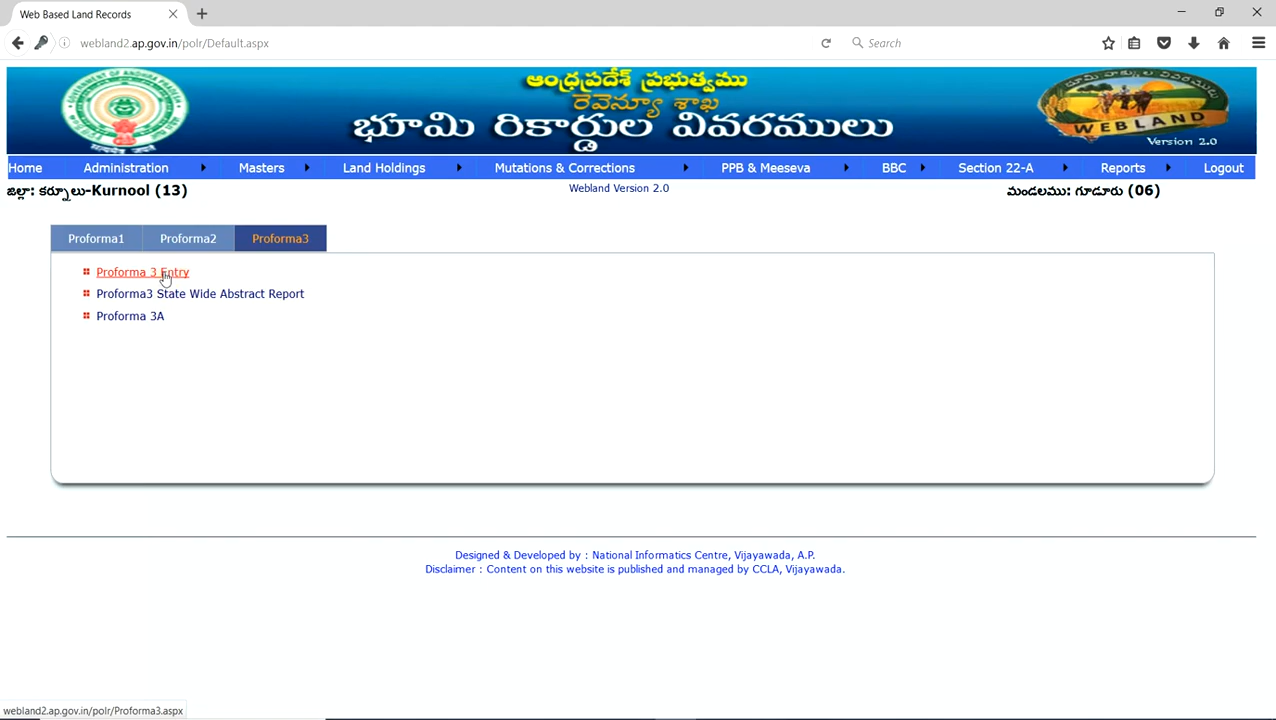 Web Based Land Records
webland2.ap.gov.in/polr/Default.aspx
Search
ఆంధ్రప్రదేశ్ ప్రభుత్వము
రెవెన్యూ శాఖ
భూమి రికార్డుల వివరములు
GOVERNMENT OF ANDHRA PRADESH
WEBLAND
Version 2.0
Home Administration Masters Land Holdings Mutations & Corrections PPB & Meeseva BBC Section 22-A Reports Logout
జిల్లా: కర్నూలు-Kurnool (13) Webland Version 2.0 మండలము: గూడూరు (06)
Proforma1 Proforma2 Proforma3
Proforma 3 Entry
Proforma3 State Wide Abstract Report
Proforma 3A
Designed & Developed by : National Informatics Centre, Vijayawada, A.P.
Disclaimer : Content on this website is published and managed by CCLA, Vijayawada.
webland2.ap.gov.in/polr/Proforma3.aspx